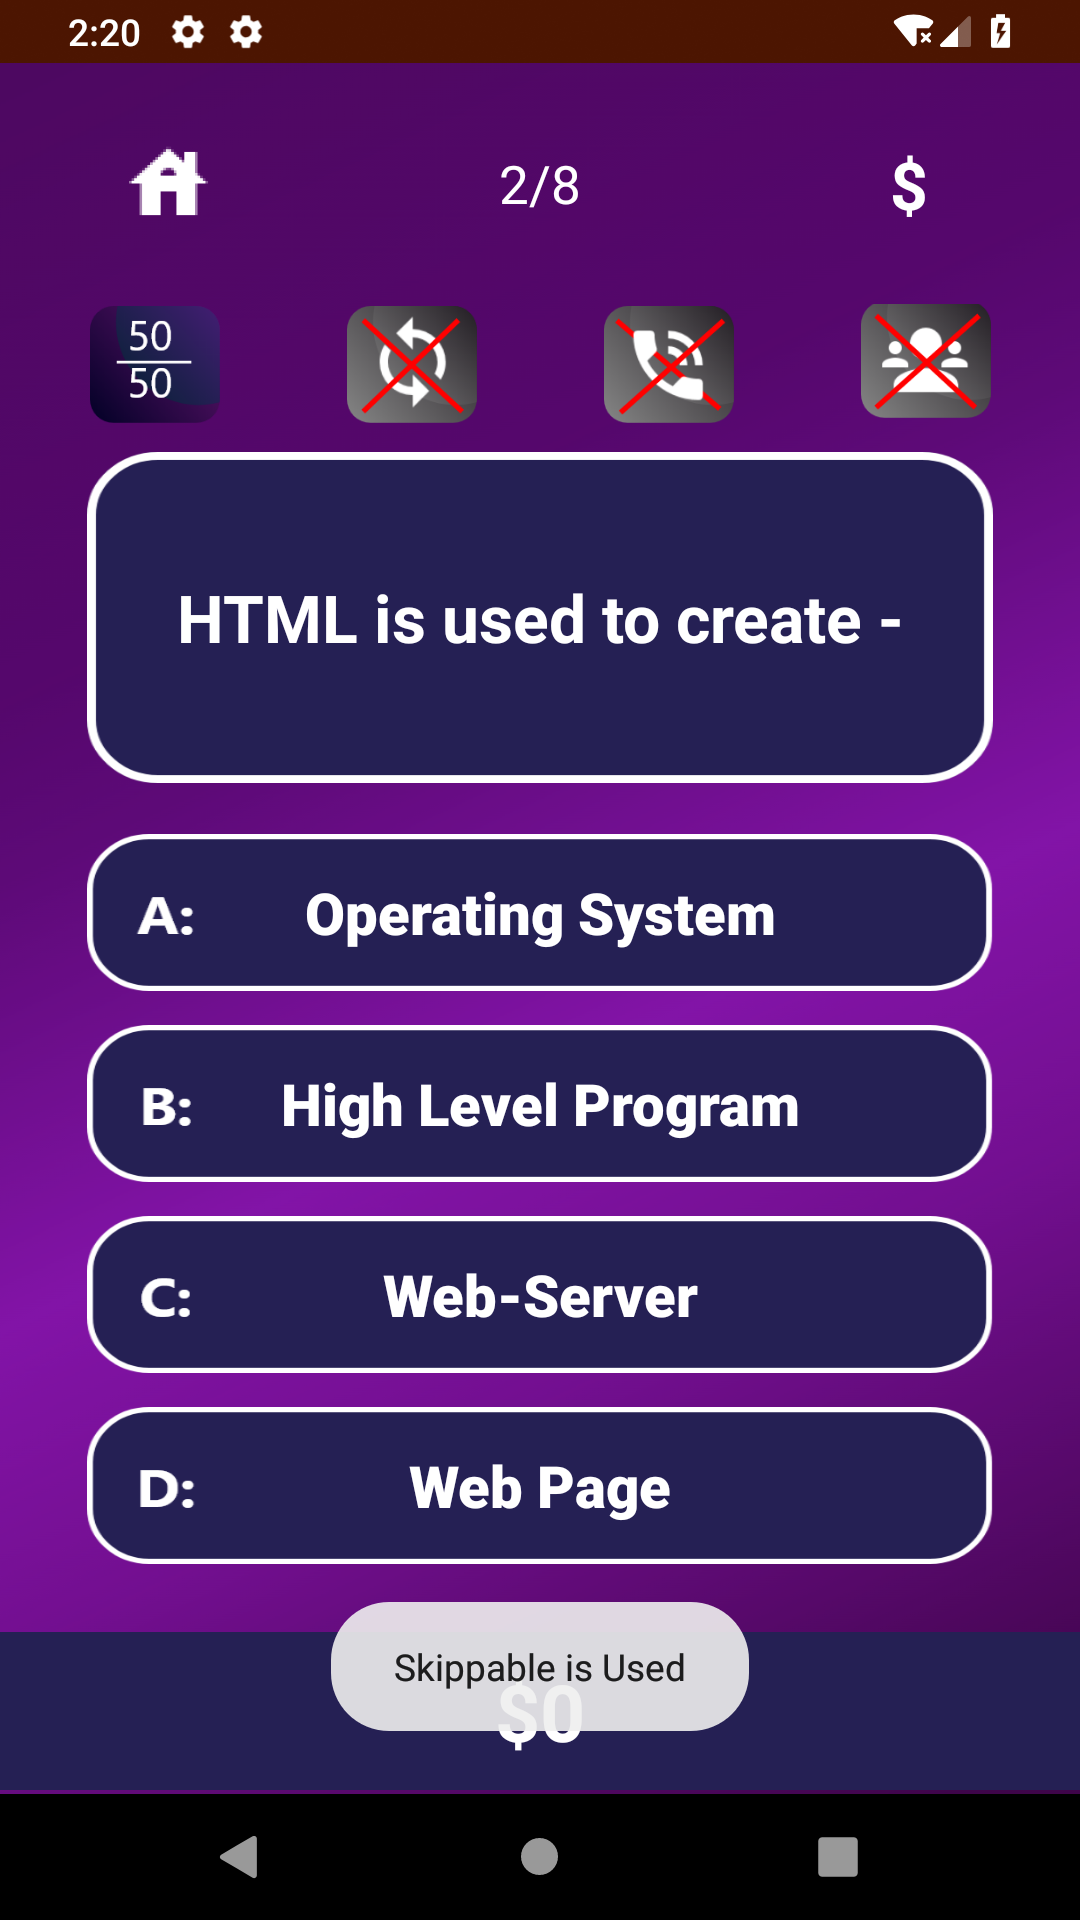 2:20
2/8
$
50
50
HTML is used to create -
A: Operating System
B: High Level Program
C: Web-Server
D: Web Page
Skippable is Used
$0